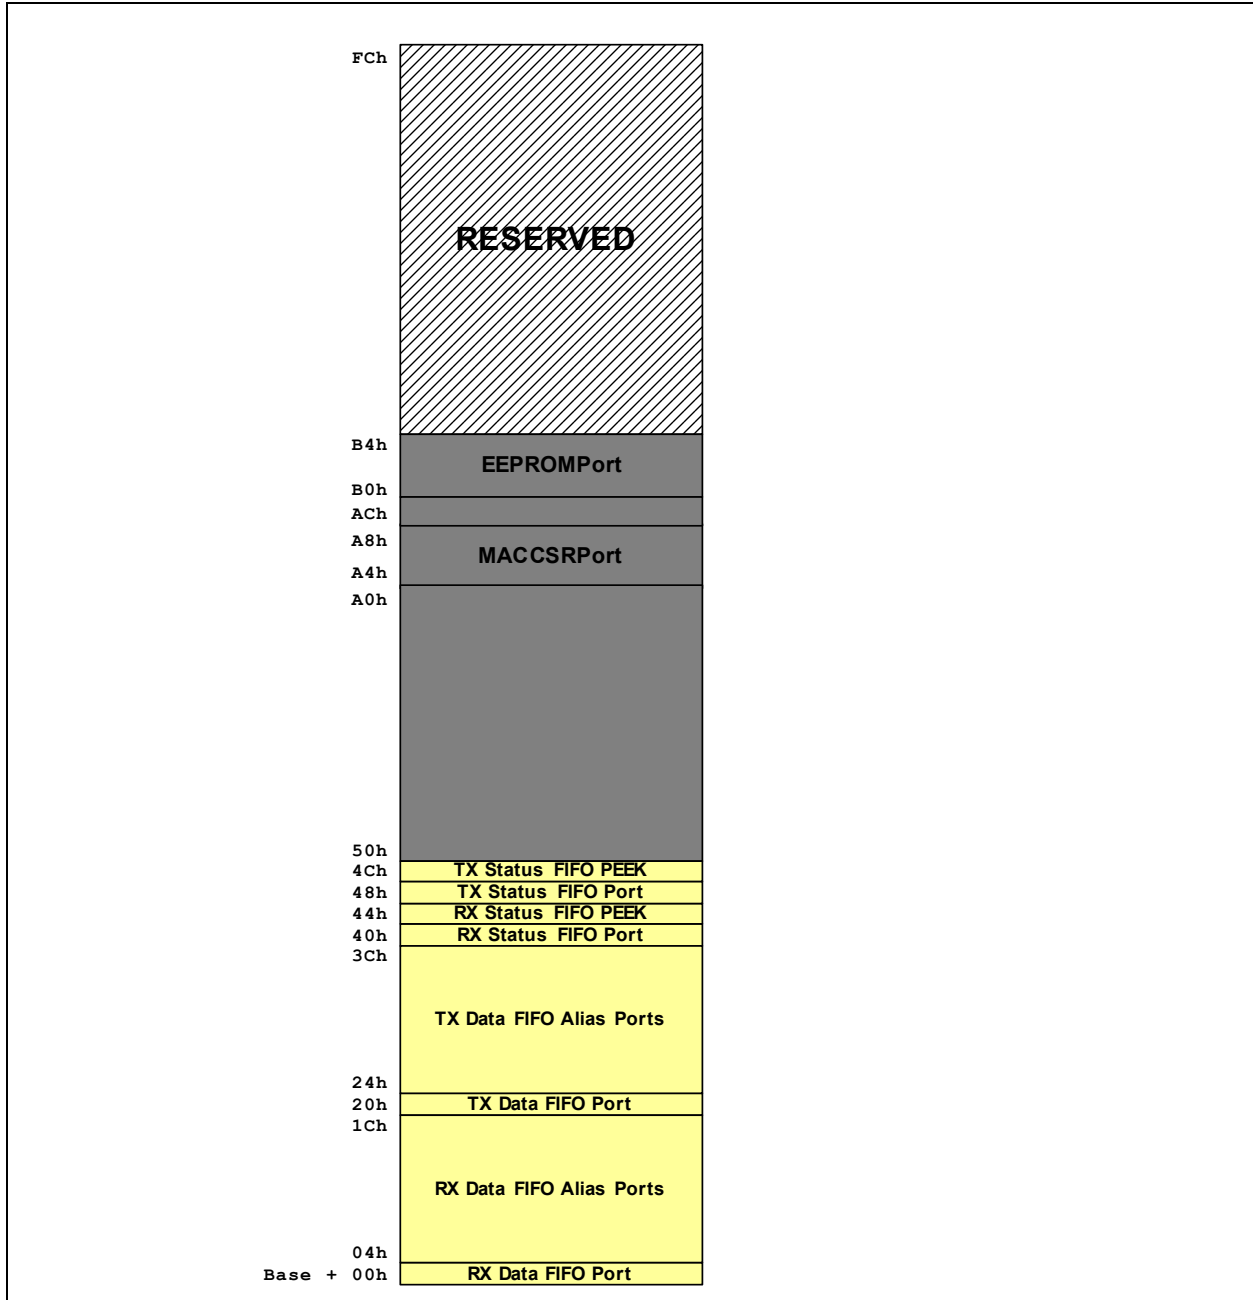 FCh
RESERVED
B4h
EEPROMPort
B0h
ACh
A8h
MACCSRPort
A4h
A0h
50h
4Ch TX Status FIFO PEEK
48h TX Status FIFO Port
44h RX Status FIFO PEEK
40h RX Status FIFO Port
3Ch
TX Data FIFO Alias Ports
24h
20h TX Data FIFO Port
1Ch
RX Data FIFO Alias Ports
04h
Base + 00h RX Data FIFO Port